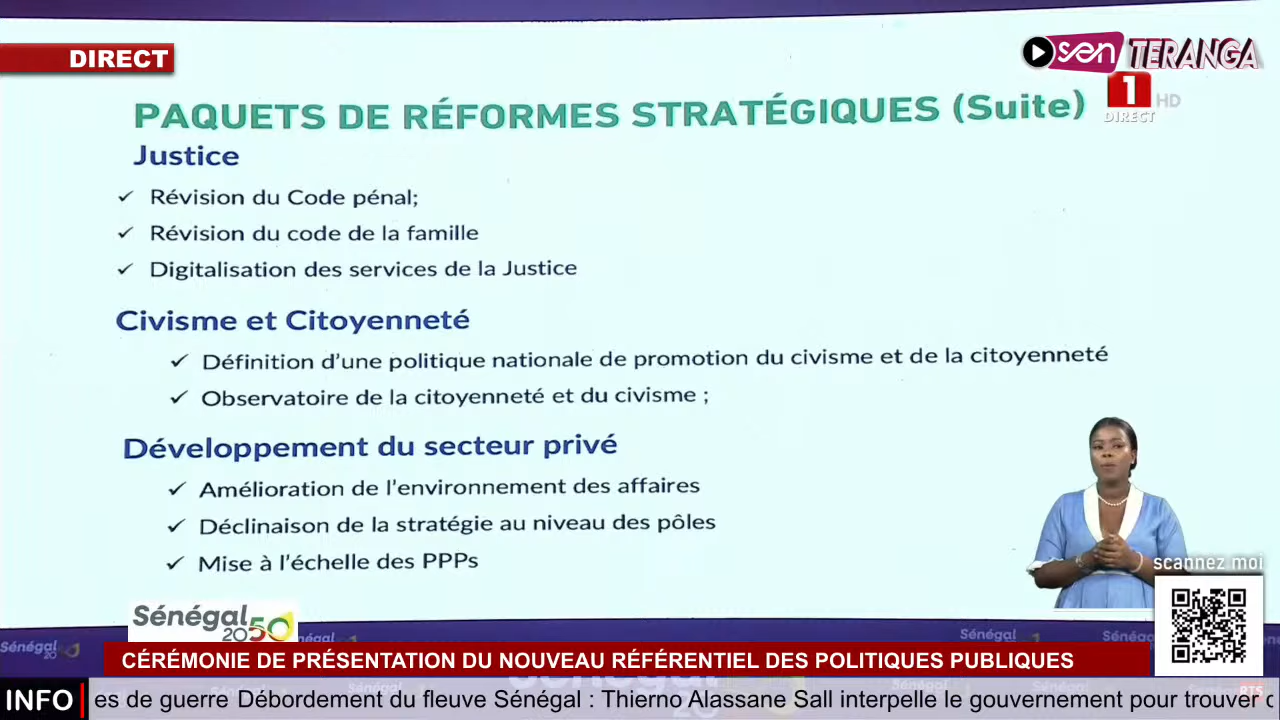 DIRECT
sen TERANGA
1 HD
DIRECT
PAQUETS DE RÉFORMES STRATÉGIQUES (Suite)
Justice
✓ Révision du Code pénal;
✓ Révision du code de la famille
✓ Digitalisation des services de la Justice
Civisme et Citoyenneté
✓ Définition d'une politique nationale de promotion du civisme et de la citoyenneté
✓ Observatoire de la citoyenneté et du civisme ;
Développement du secteur privé
✓ Amélioration de l'environnement des affaires
✓ Déclinaison de la stratégie au niveau des pôles
✓ Mise à l'échelle des PPPs
scannez moi
Sénégal
2050
Sénégal
CÉRÉMONIE DE PRÉSENTATION DU NOUVEAU RÉFÉRENTIEL DES POLITIQUES PUBLIQUES
INFO es de guerre Débordement du fleuve Sénégal : Thierno Alassane Sall interpelle le gouvernement pour trouver